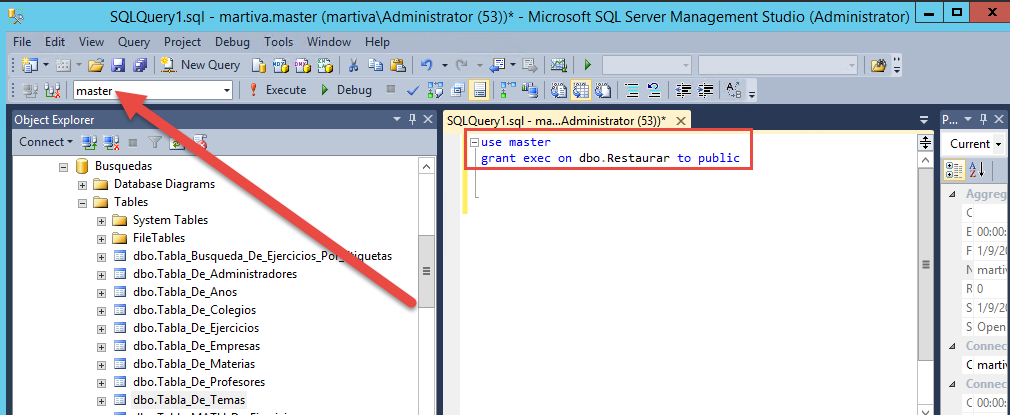 SQLQuery1.sql - martiva.master (martiva\Administrator (53))* - Microsoft SQL Server Management Studio (Administrator)
File Edit View Query Project Debug Tools Window Help
New Query
master Execute Debug
Object Explorer
Connect
Busquedas
Database Diagrams
Tables
System Tables
FileTables
dbo.Tabla_Busqueda_De_Ejercicios_Por_Etiquetas
dbo.Tabla_De_Administradores
dbo.Tabla_De_Anos
dbo.Tabla_De_Colegios
dbo.Tabla_De_Ejercicios
dbo.Tabla_De_Empresas
dbo.Tabla_De_Materias
dbo.Tabla_De_Profesores
dbo.Tabla_De_Temas
SQLQuery1.sql - ma...Administrator (53))*
use master
grant exec on dbo.Restaurar to public
P...
Current
Aggreg
C
E 00:00:
F 1/9/2
N martiv
R 0
S 1/9/2
S Open
Connec
C martiv
Connec
C 00:00: